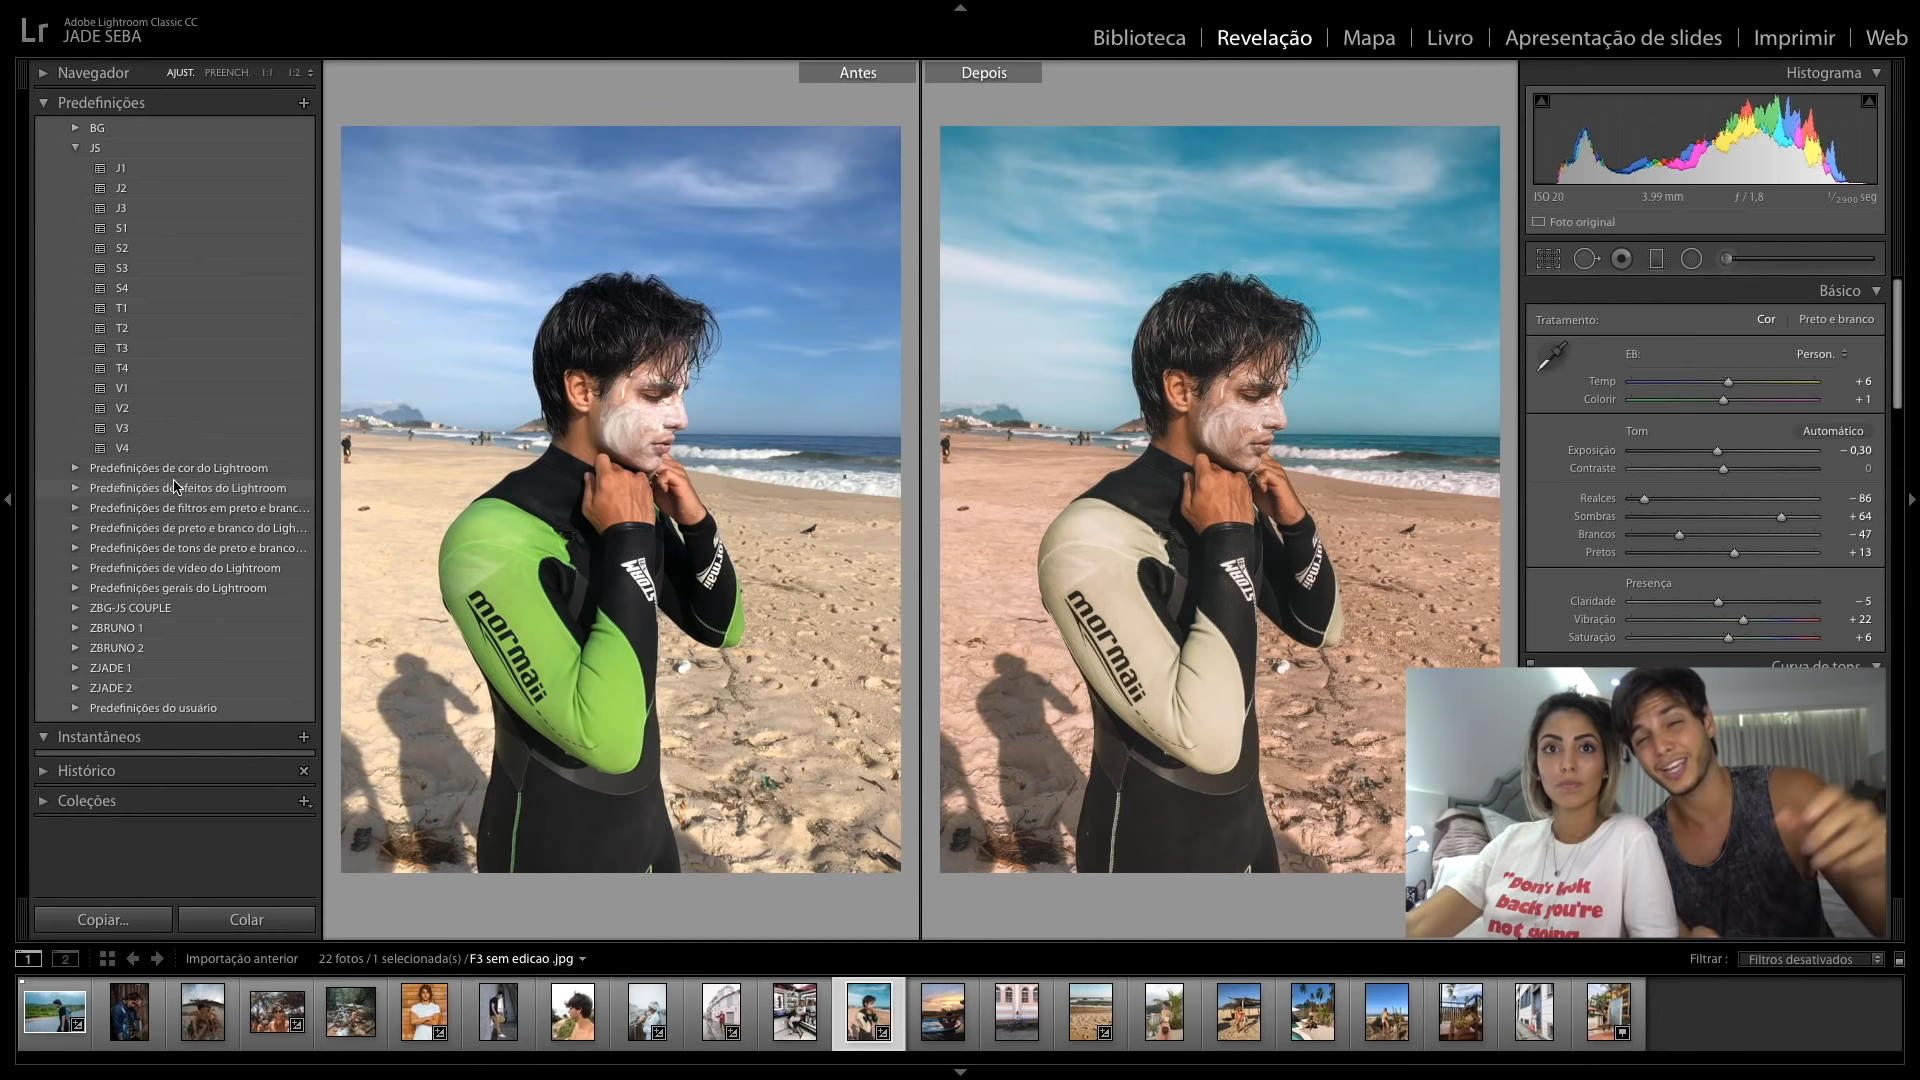 Lr
Adobe Lightroom Classic CC
JADE SEBA
Biblioteca | Revelação | Mapa | Livro | Apresentação de slides | Imprimir | Web
Navegador AJUST. PREENCH. 1:1 1:2
Predefinições +
BG
JS
J1
J2
J3
S1
S2
S3
S4
T1
T2
T3
T4
V1
V2
V3
V4
Predefinições de cor do Lightroom
Predefinições de efeitos do Lightroom
Predefinições de filtros em preto e branc...
Predefinições de preto e branco do Ligh...
Predefinições de tons de preto e branco...
Predefinições de vídeo do Lightroom
Predefinições gerais do Lightroom
ZBG-JS COUPLE
ZBRUNO 1
ZBRUNO 2
ZJADE 1
ZJADE 2
Predefinições do usuário
Instantâneos +
Histórico ×
Coleções +
Copiar... Colar
Antes
Depois
mormaii
STORM
mormaii
mormaii
STORM
mormaii
Histograma
ISO 20 3.99 mm ƒ / 1,8 1/2900 seg
Foto original
Básico
Tratamento: Cor | Preto e branco
EB: Person.
Temp + 6
Colorir + 1
Tom Automático
Exposição − 0,30
Contraste 0
Realces − 86
Sombras + 64
Brancos − 47
Pretos + 13
Presença
Claridade − 5
Vibração + 22
Saturação + 6
Curva de tons
"Don't look
back you're
not going
1 2 Importação anterior 22 fotos / 1 selecionada(s) / F3 sem edicao .jpg
Filtrar : Filtros desativados